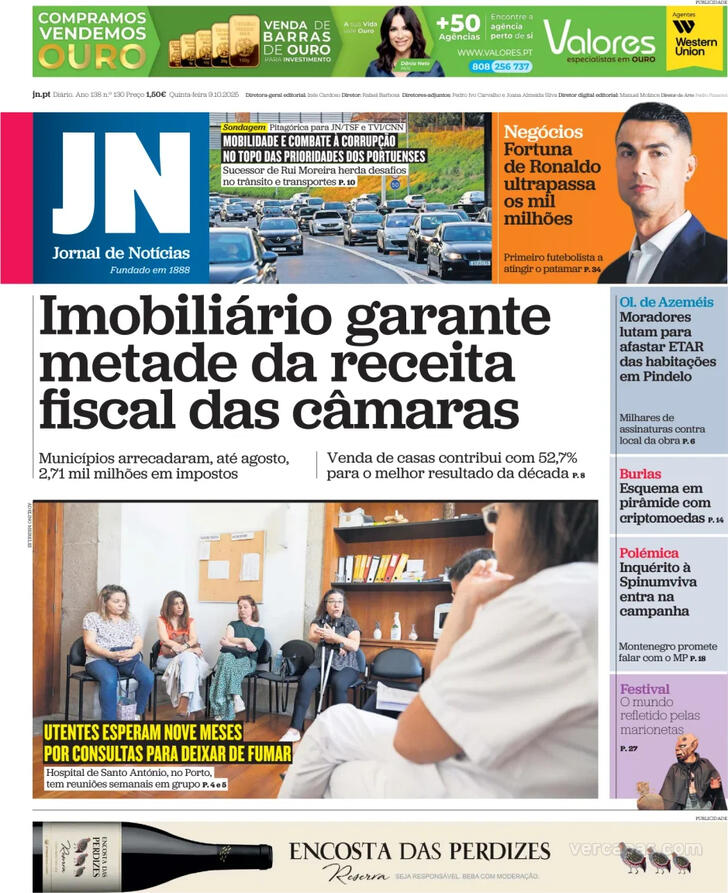 PUBLICIDADE
COMPRAMOS
VENDEMOS
OURO
VENDA DE
BARRAS
DE OURO
PARA INVESTIMENTO
A sua Vida
vale Ouro
+50
Agências
Encontre a
agência perto
perto de si
WWW.VALORES.PT
808 256 737
Valores
especialistas em OURO
Agentes
Western
Union
jn.pt Diário. Ano 138 n.º 130 Preço 1,50€ Quinta-feira 9.10.2025 Diretora-geral editorial: Inês Cardoso; Diretor: Rafael Barbosa; Diretores-adjuntos: Pedro Ivo Carvalho e Joana Almeida Silva; Diretor digital editorial: Manuel Molinos Diretor de Arte: Pedro Pimentel
JN
Jornal de Notícias
Fundado em 1888
Sondagem Pitagórica para JN/TSF e TVI/CNN
MOBILIDADE E COMBATE À CORRUPÇÃO
NO TOPO DAS PRIORIDADES DOS PORTUENSES
Sucessor de Rui Moreira herda desafios
no trânsito e transportes P. 10
Negócios
Fortuna
de Ronaldo
ultrapassa
os mil
milhões
Primeiro futebolista a
atingir o patamar P. 34
Imobiliário garante
metade da receita
fiscal das câmaras
Municípios arrecadaram, até agosto,
2,71 mil milhões em impostos
Venda de casas contribui com 52,7%
para o melhor resultado da década P. 8
UTENTES ESPERAM NOVE MESES
POR CONSULTAS PARA DEIXAR DE FUMAR
Hospital de Santo António, no Porto,
tem reuniões semanais em grupo P. 4 e 5
Ol. de Azeméis
Moradores
lutam para
afastar ETAR
das habitações
em Pindelo
Milhares de
assinaturas contra
local da obra P. 6
Burlas
Esquema em
pirâmide com
criptomoedas P. 14
Polémica
Inquérito à
Spinumviva
entra na
campanha
Montenegro promete
falar com o MP P. 18
Festival
O mundo
refletido pelas
marionetas
P. 27
PUBLICIDADE
ENCOSTA DAS
PERDIZES
Reserva
ENCOSTA DAS PERDIZES
Reserva
SEJA RESPONSÁVEL. BEBA COM MODERAÇÃO.
vercapas.com